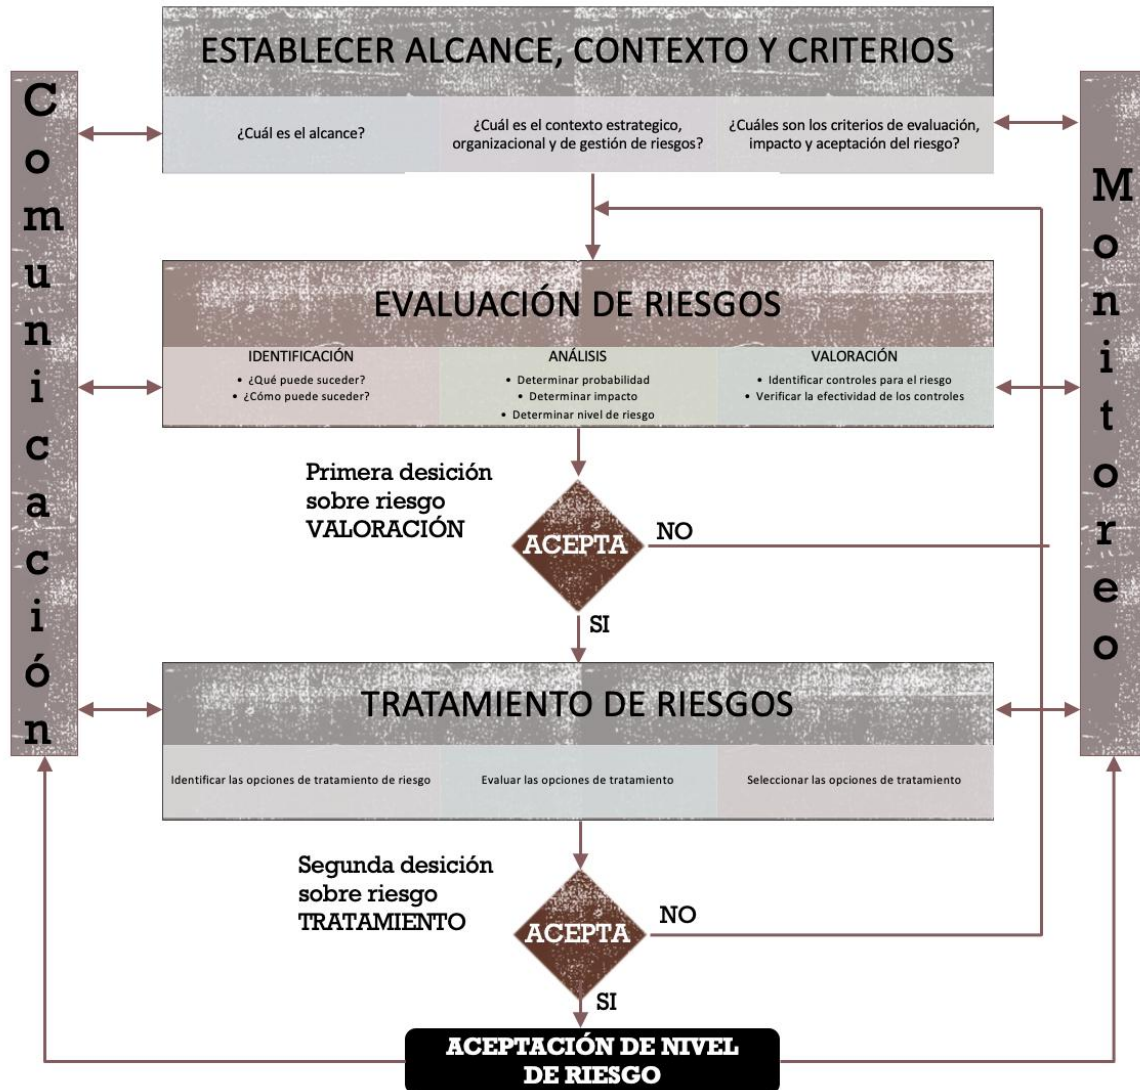 ESTABLECER ALCANCE, CONTEXTO Y CRITERIOS
¿Cuál es el alcance?
¿Cuál es el contexto estrategico,
organizacional y de gestión de riesgos?
¿Cuáles son los criterios de evaluación,
impacto y aceptación del riesgo?
Comunicación
Monitoreo
EVALUACIÓN DE RIESGOS
IDENTIFICACIÓN
• ¿Qué puede suceder?
• ¿Cómo puede suceder?
ANÁLISIS
• Determinar probabilidad
• Determinar impacto
• Determinar nivel de riesgo
VALORACIÓN
• Identificar controles para el riesgo
• Verificar la efectividad de los controles
Primera desición
sobre riesgo
VALORACIÓN
ACEPTA
NO
SI
TRATAMIENTO DE RIESGOS
Identificar las opciones de tratamiento de riesgo
Evaluar las opciones de tratamiento
Seleccionar las opciones de tratamiento
Segunda desición
sobre riesgo
TRATAMIENTO
ACEPTA
NO
SI
ACEPTACIÓN DE NIVEL
DE RIESGO